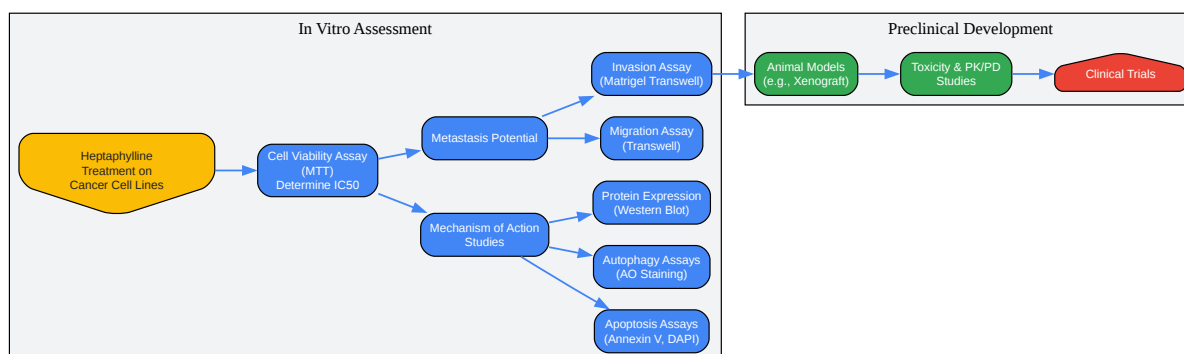 In Vitro Assessment
Heptaphylline
Treatment on
Cancer Cell Lines
Cell Viability Assay
(MTT)
Determine IC50
Metastasis Potential
Mechanism of Action
Studies
Invasion Assay
(Matrigel Transwell)
Migration Assay
(Transwell)
Protein Expression
(Western Blot)
Autophagy Assays
(AO Staining)
Apoptosis Assays
(Annexin V, DAPI)
Preclinical Development
Animal Models
(e.g., Xenograft)
Toxicity & PK/PD
Studies
Clinical Trials